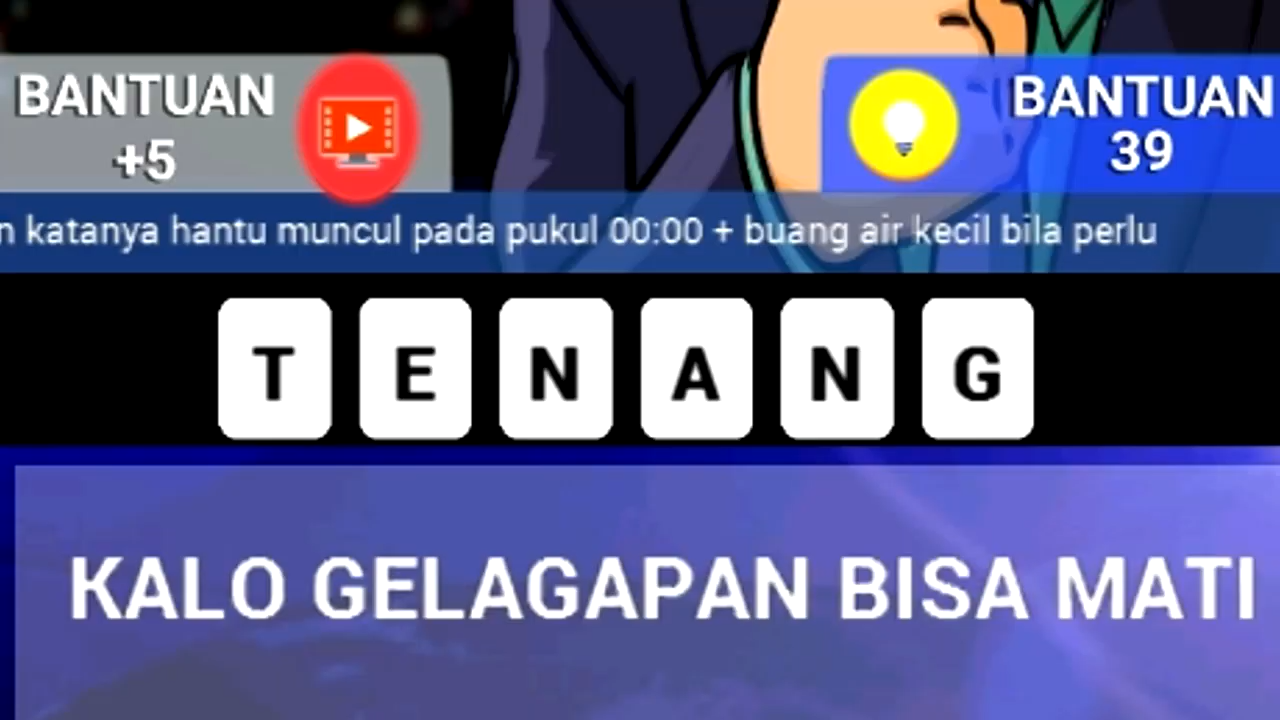 BANTUAN
+5
BANTUAN
39
katanya hantu muncul pada pukul 00:00 + buang air kecil bila perlu
TENANG
KALO GELAGAPAN BISA MATI